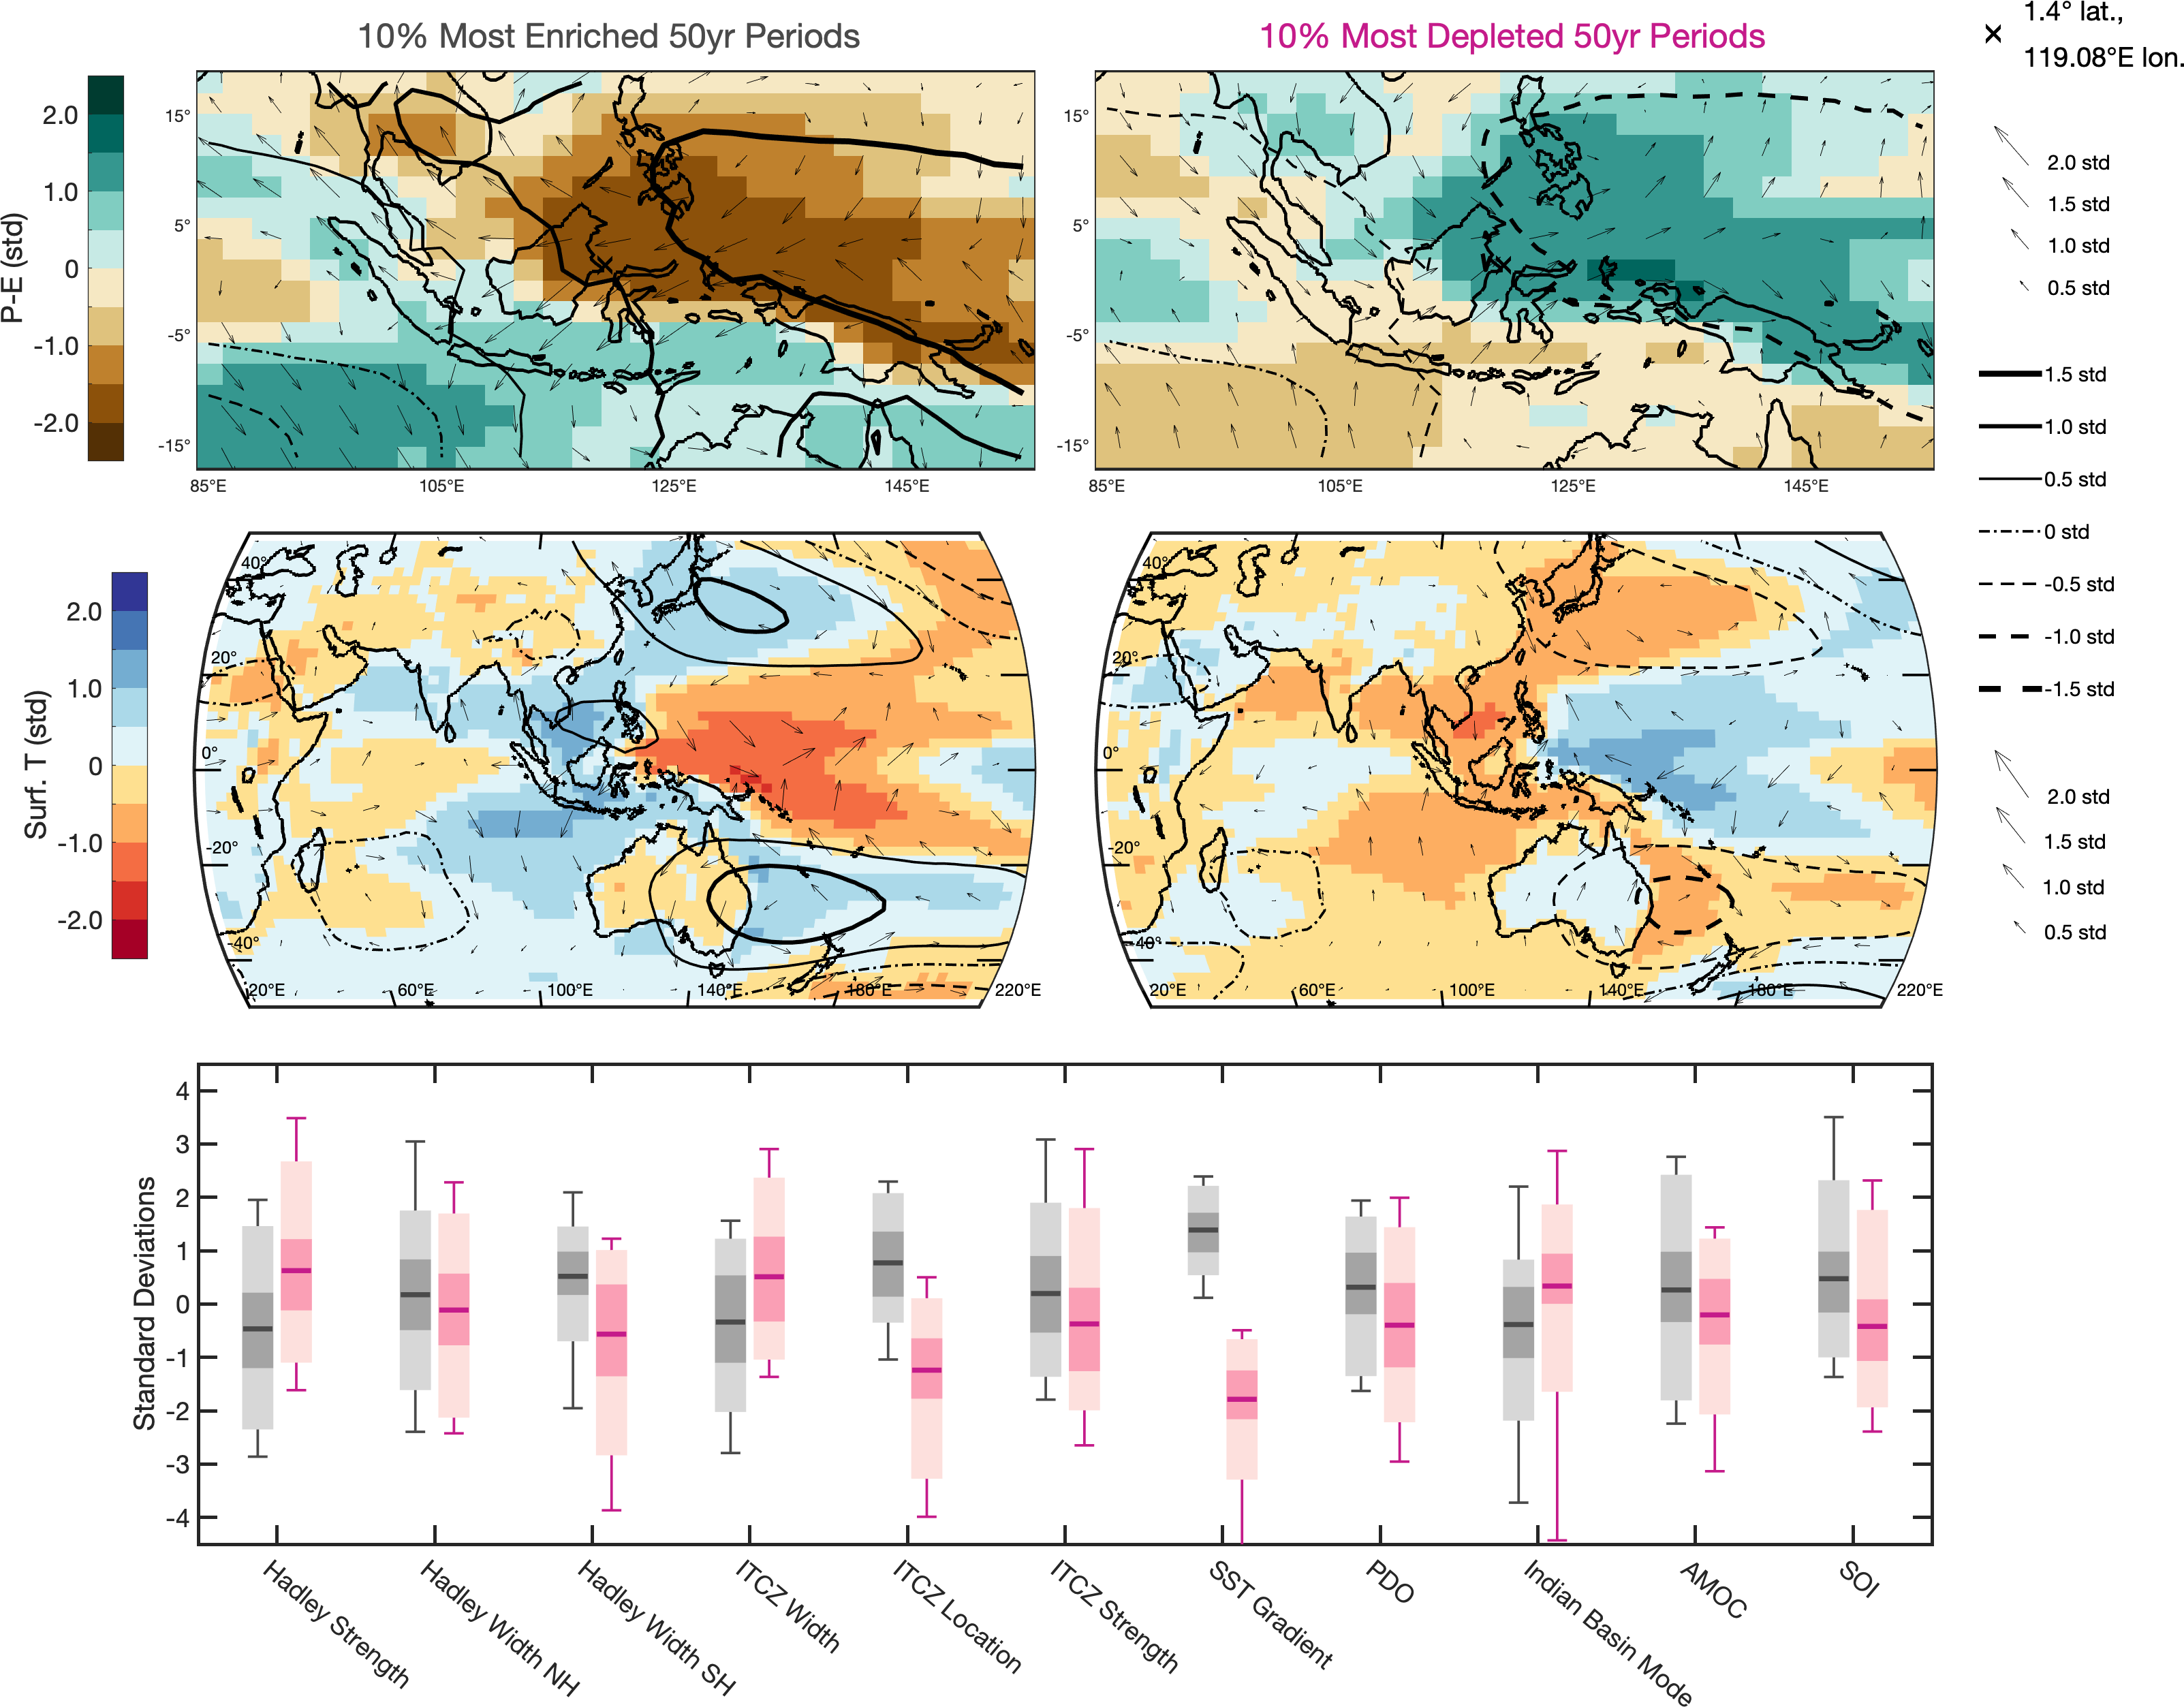 10% Most Enriched 50yr Periods
10% Most Depleted 50yr Periods
1.4° lat.,
119.08°E lon.
P-E (std)
2.0
1.0
0
-1.0
-2.0
15°
5°
-5°
-15°
85°E
105°E
125°E
145°E
15°
5°
-5°
-15°
85°E
105°E
125°E
145°E
2.0 std
1.5 std
1.0 std
0.5 std
1.5 std
1.0 std
0.5 std
0 std
-0.5 std
-1.0 std
-1.5 std
Surf. T (std)
2.0
1.0
0
-1.0
-2.0
40°
20°
0°
-20°
-40°
20°E
60°E
100°E
140°E
180°E
220°E
40°
20°
0°
-20°
-40°
20°E
60°E
100°E
140°E
180°E
220°E
2.0 std
1.5 std
1.0 std
0.5 std
Standard Deviations
4
3
2
1
0
-1
-2
-3
-4
Hadley Strength
Hadley Width NH
Hadley Width SH
ITCZ Width
ITCZ Location
ITCZ Strength
SST Gradient
PDO
Indian Basin Mode
AMOC
SOI